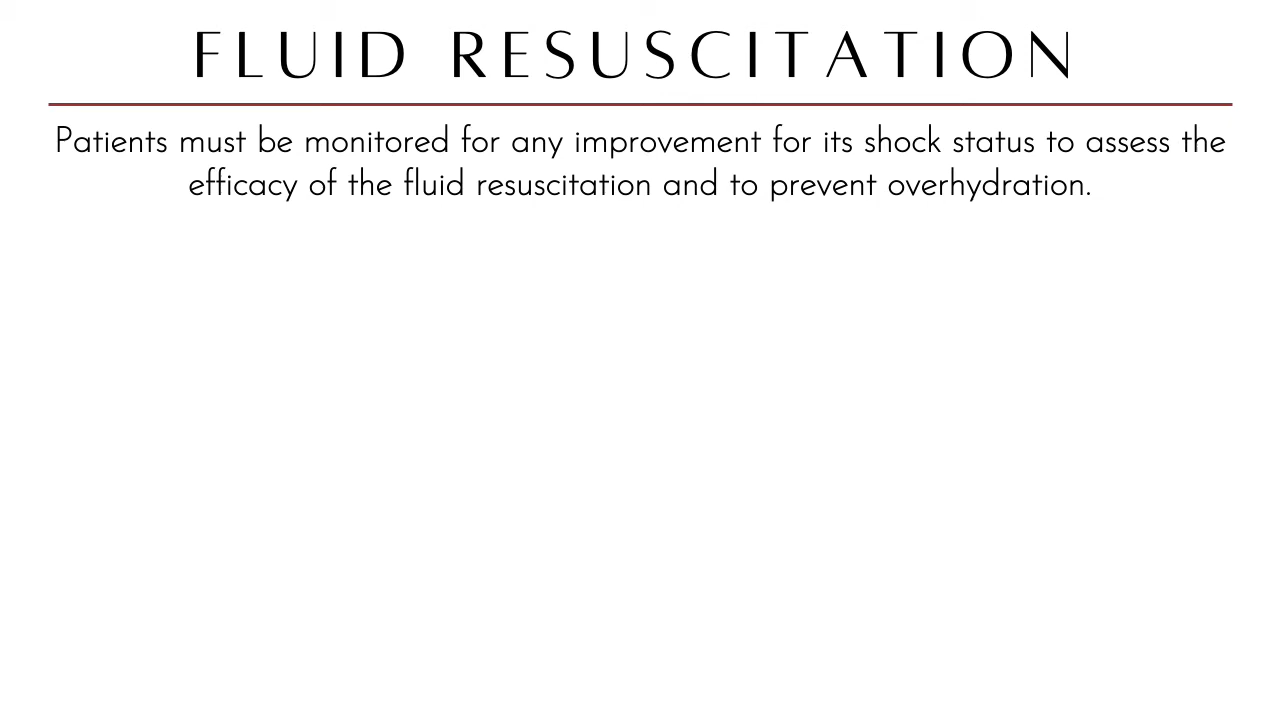 FLUID RESUSCITATION
Patients must be monitored for any improvement for its shock status to assess the
efficacy of the fluid resuscitation and to prevent overhydration.